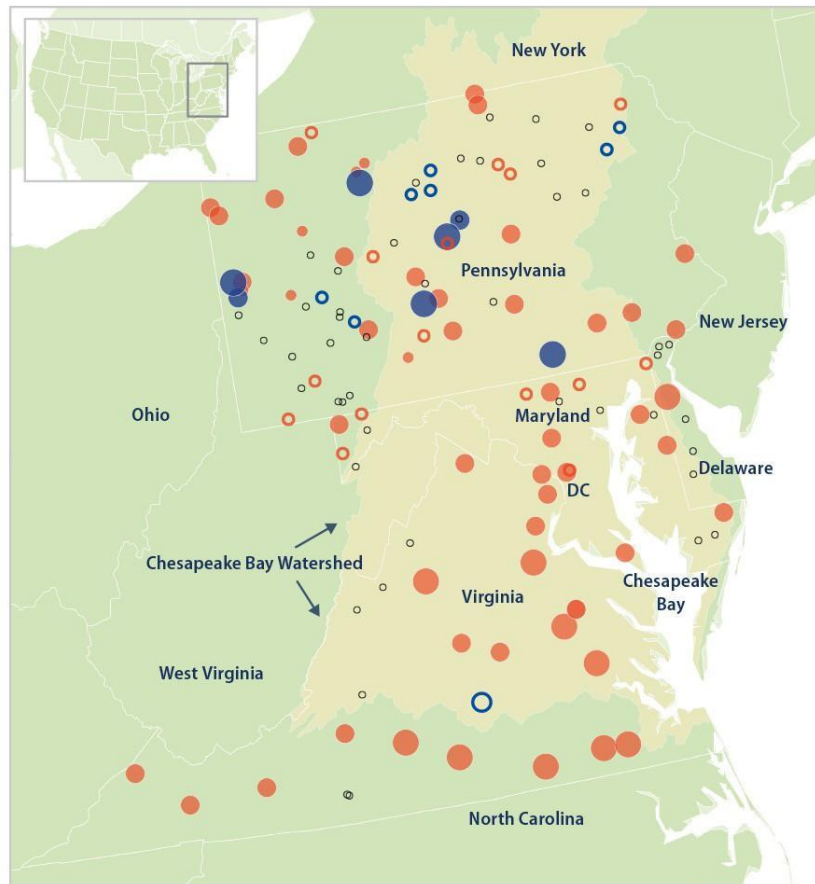 New York
Pennsylvania
New Jersey
Ohio
Maryland
Delaware
DC
Chesapeake Bay Watershed
Chesapeake
Bay
Virginia
West Virginia
North Carolina